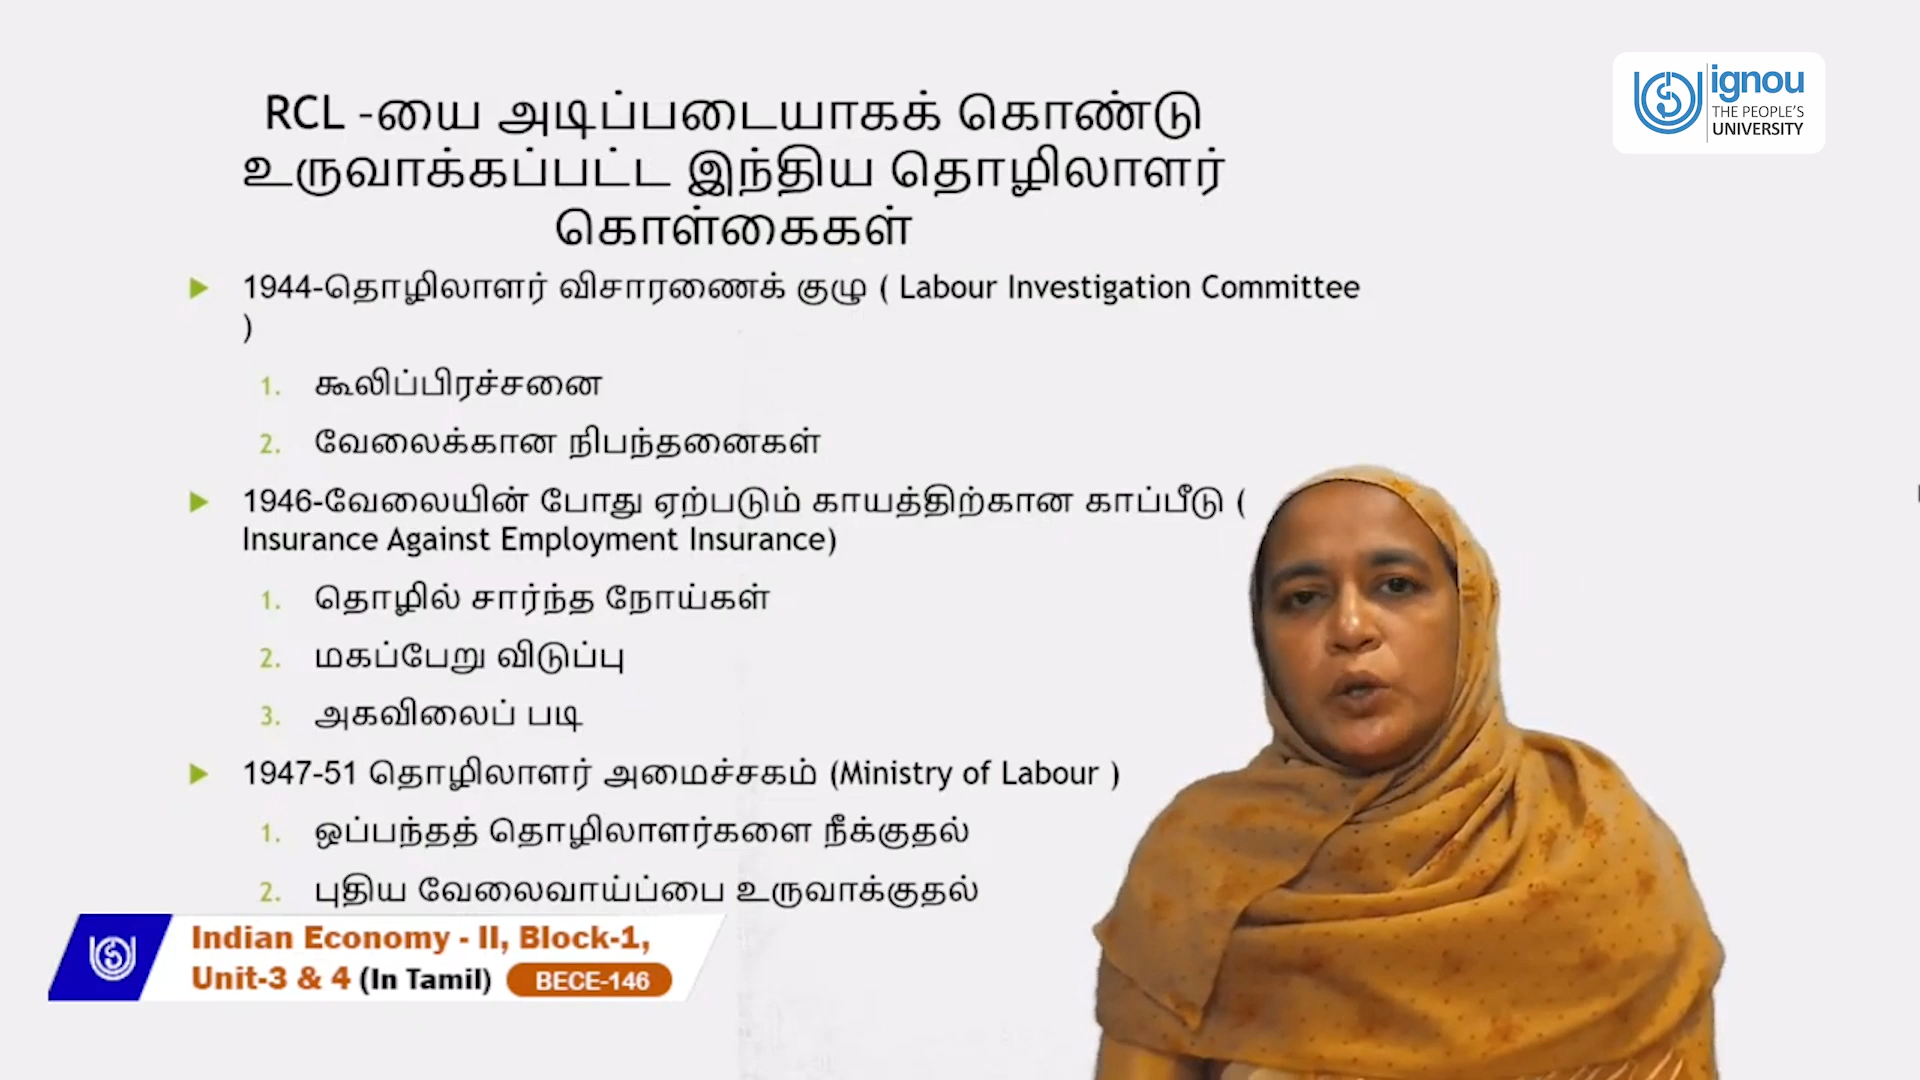 ignou
THE PEOPLE'S
UNIVERSITY
RCL -யை அடிப்படையாகக் கொண்டு
உருவாக்கப்பட்ட இந்திய தொழிலாளர்
கொள்கைகள்
1944-தொழிலாளர் விசாரணைக் குழு ( Labour Investigation Committee
)
1. கூலிப்பிரச்சனை
2. வேலைக்கான நிபந்தனைகள்
1946-வேலையின் போது ஏற்படும் காயத்திற்கான காப்பீடு (
Insurance Against Employment Insurance)
1. தொழில் சார்ந்த நோய்கள்
2. மகப்பேறு விடுப்பு
3. அகவிலைப் படி
1947-51 தொழிலாளர் அமைச்சகம் (Ministry of Labour )
1. ஒப்பந்தத் தொழிலாளர்களை நீக்குதல்
2. புதிய வேலைவாய்ப்பை உருவாக்குதல்
Indian Economy - II, Block-1,
Unit-3 & 4 (In Tamil) BECE-146